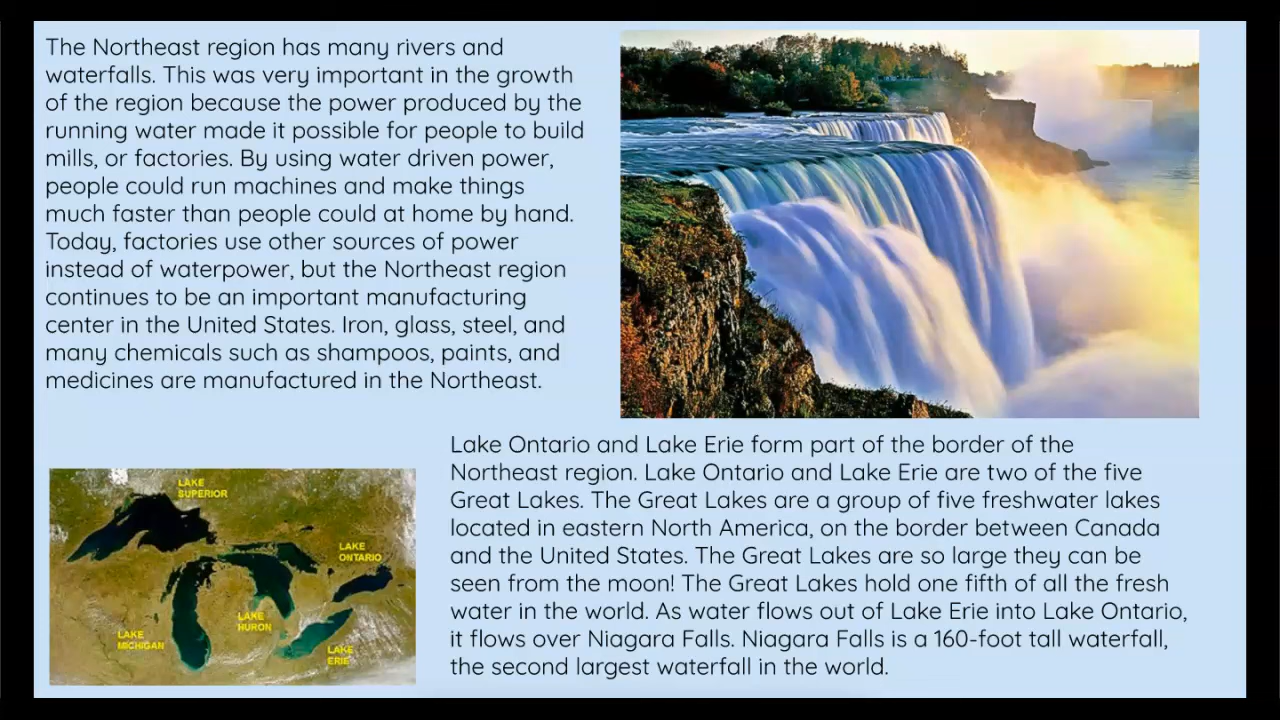 The Northeast region has many rivers and
waterfalls. This was very important in the growth
of the region because the power produced by the
running water made it possible for people to build
mills, or factories. By using water driven power,
people could run machines and make things
much faster than people could at home by hand.
Today, factories use other sources of power
instead of waterpower, but the Northeast region
continues to be an important manufacturing
center in the United States. Iron, glass, steel, and
many chemicals such as shampoos, paints, and
medicines are manufactured in the Northeast.
Lake Ontario and Lake Erie form part of the border of the
Northeast region. Lake Ontario and Lake Erie are two of the five
Great Lakes. The Great Lakes are a group of five freshwater lakes
located in eastern North America, on the border between Canada
and the United States. The Great Lakes are so large they can be
seen from the moon! The Great Lakes hold one fifth of all the fresh
water in the world. As water flows out of Lake Erie into Lake Ontario,
it flows over Niagara Falls. Niagara Falls is a 160-foot tall waterfall,
the second largest waterfall in the world.
LAKE
SUPERIOR
LAKE
ONTARIO
LAKE
HURON
LAKE
MICHIGAN
LAKE
ERIE